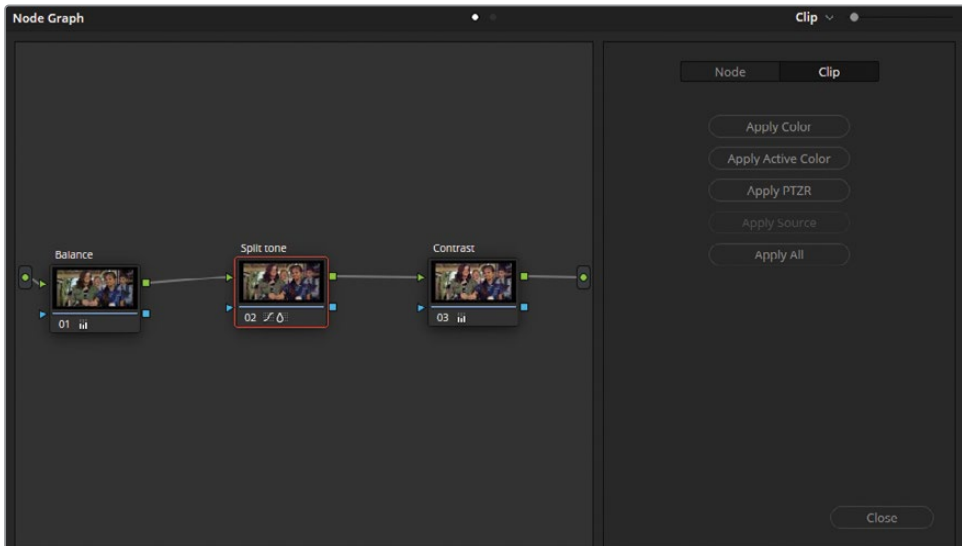 Node Graph
Clip
Node
Clip
Apply Color
Apply Active Color
Apply PTZR
Apply Source
Apply All
Balance
Split tone
Contrast
01
02
03
Close